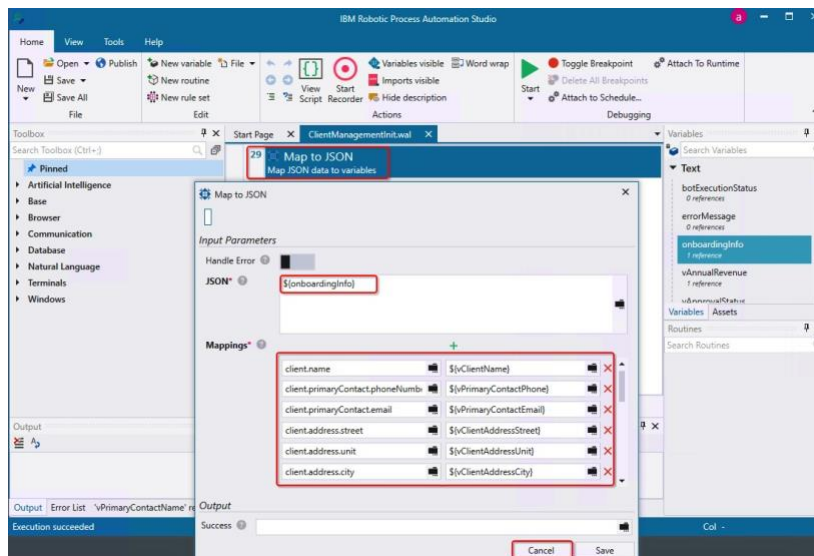 IBM Robotic Process Automation Studio
a
Home View Tools Help
New
Open
Save
Save All
Publish
File
New variable
File
New routine
New rule set
Edit
View Script
Start Recorder
Variables visible
Word wrap
Imports visible
Hide description
Actions
Start
Toggle Breakpoint
Attach To Runtime
Delete All Breakpoints
Attach to Schedule...
Debugging
Toolbox
Search Toolbox (Ctrl+;)
Pinned
Artificial Intelligence
Base
Browser
Communication
Database
Natural Language
Terminals
Windows
Start Page X ClientManagementInit.wal X
29 Map to JSON
Map JSON data to variables
Map to JSON
Input Parameters
Handle Error
JSON*
${onboardingInfo}
Mappings*
client.name ${vClientName}
client.primaryContact.phoneNumb ${vPrimaryContactPhone}
client.primaryContact.email ${vPrimaryContactEmail}
client.address.street ${vClientAddressStreet}
client.address.unit ${vClientAddressUnit}
client.address.city ${vClientAddressCity}
Output
Success
Cancel Save
Variables
Search Variables
Text
botExecutionStatus
0 references
errorMessage
0 references
onboardingInfo
1 reference
vAnnualRevenue
1 reference
vApprovalStatus
Variables Assets
Routines
Search Routines
Output
Output Error List 'vPrimaryContactName' re
Execution succeeded
Col -